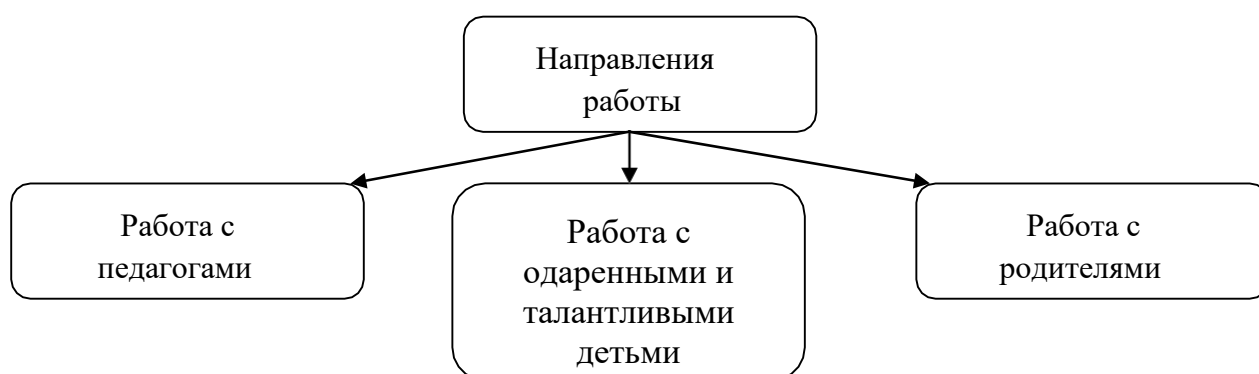 Направления
работы
Работа с
педагогами
Работа с
одаренными и
талантливыми
детьми
Работа с
родителями